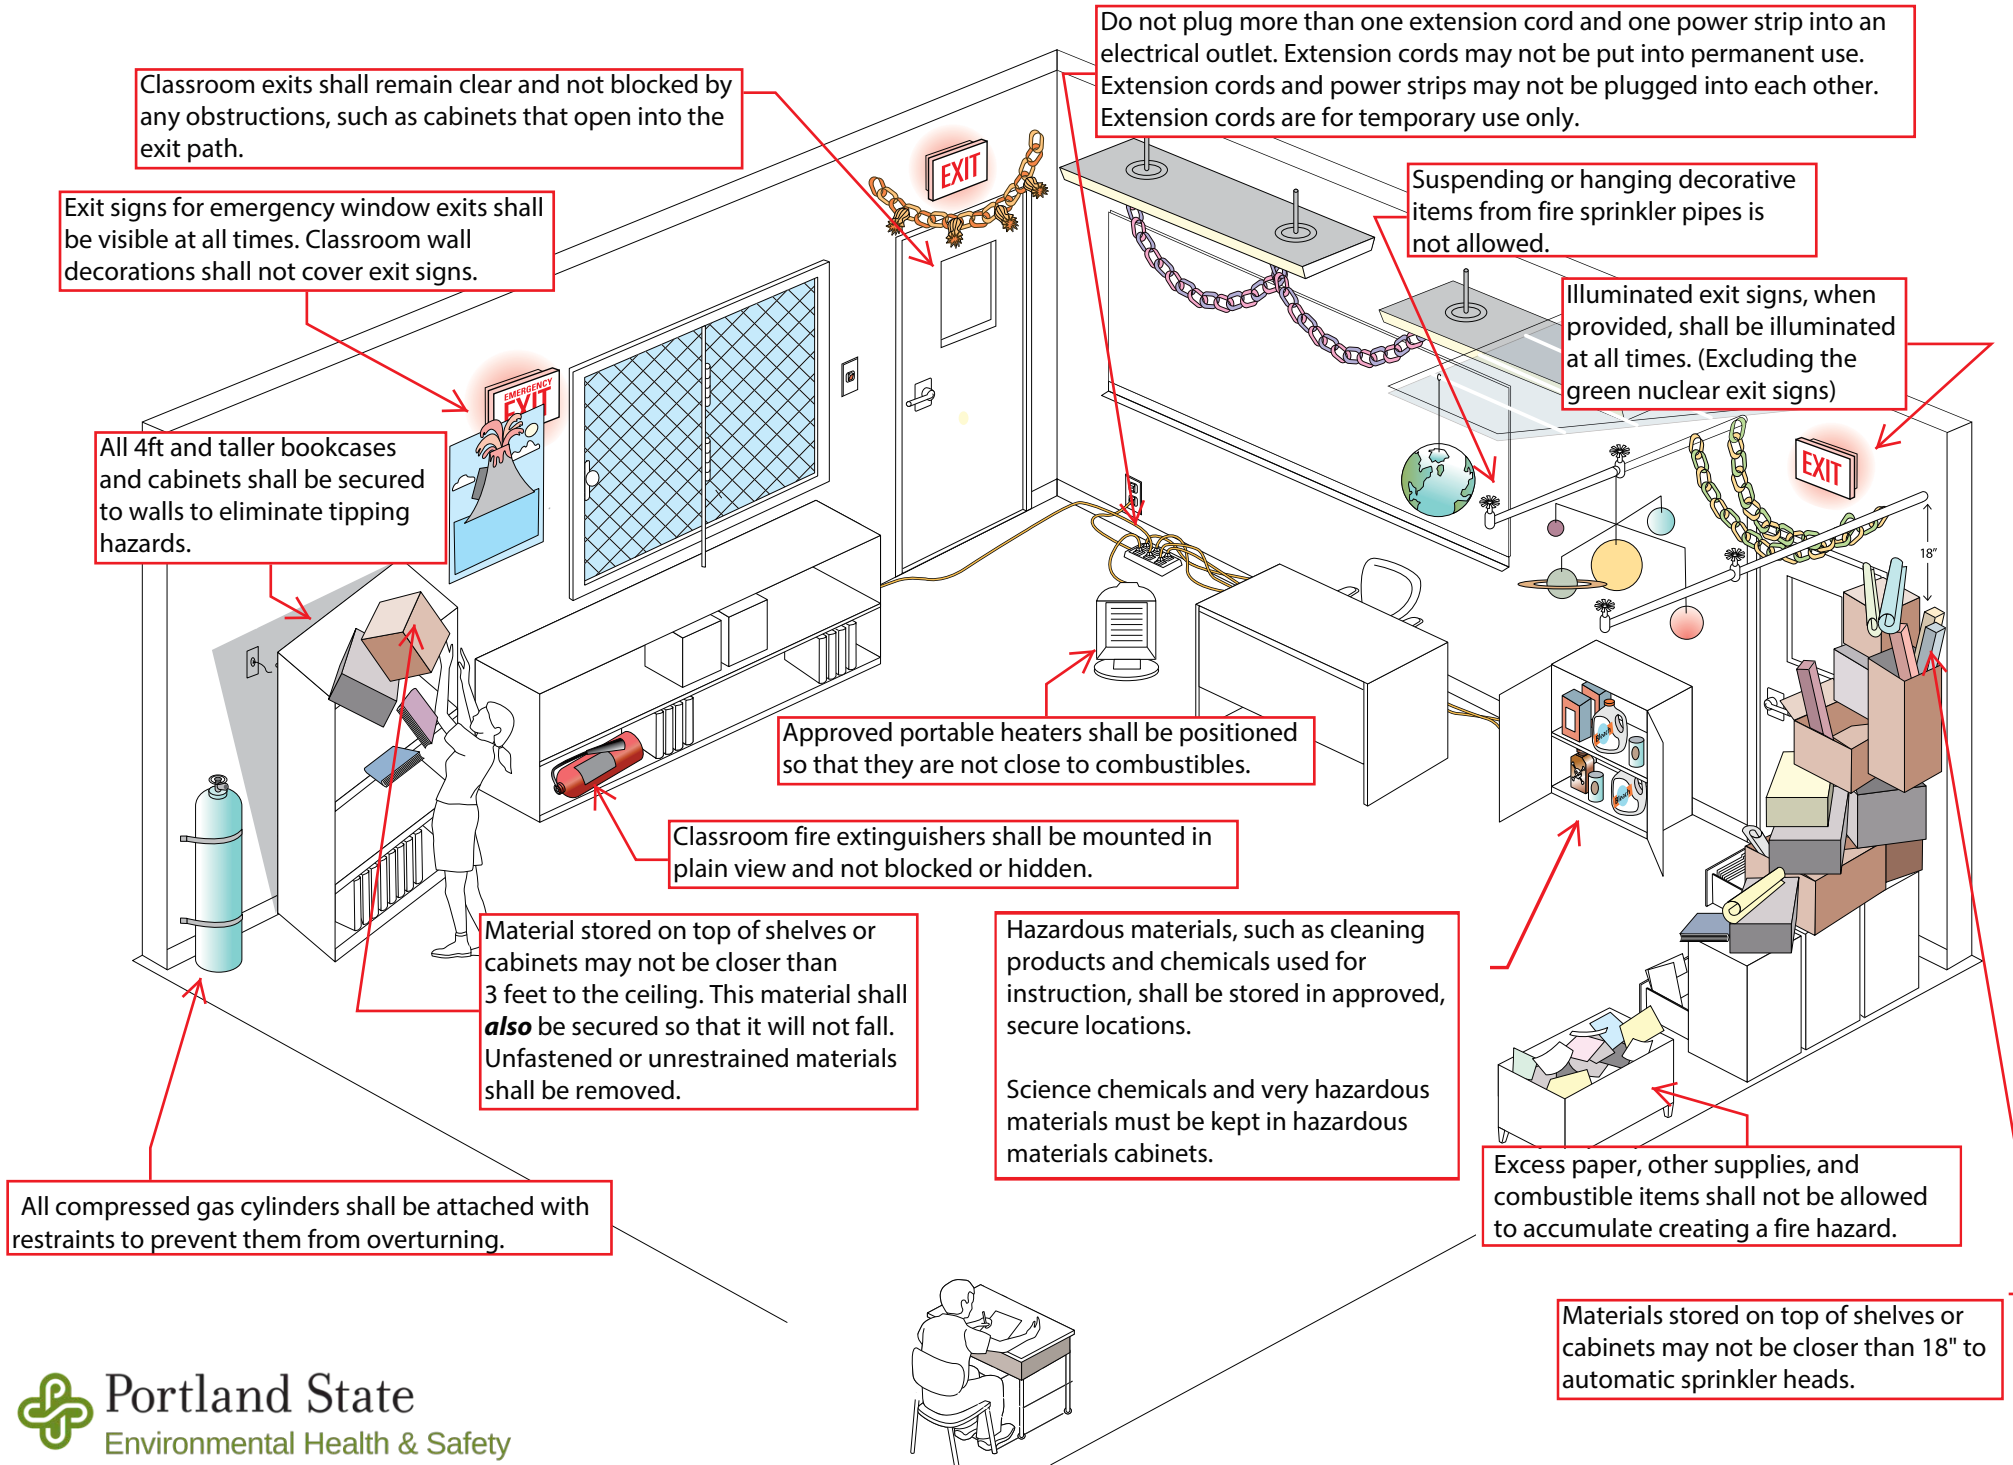 Do not plug more than one extension cord and one power strip into an
electrical outlet. Extension cords may not be put into permanent use.
Extension cords and power strips may not be plugged into each other.
Extension cords are for temporary use only.
Classroom exits shall remain clear and not blocked by
any obstructions, such as cabinets that open into the
exit path.
EXIT
Suspending or hanging decorative
items from fire sprinkler pipes is
not allowed.
Exit signs for emergency window exits shall
be visible at all times. Classroom wall
decorations shall not cover exit signs.
Illuminated exit signs, when
provided, shall be illuminated
at all times. (Excluding the
green nuclear exit signs)
EMERGENCY
EXIT
EXIT
All 4ft and taller bookcases
and cabinets shall be secured
to walls to eliminate tipping
hazards.
18"
Bleach
Bleach
Approved portable heaters shall be positioned
so that they are not close to combustibles.
Classroom fire extinguishers shall be mounted in
plain view and not blocked or hidden.
Material stored on top of shelves or
cabinets may not be closer than
3 feet to the ceiling. This material shall
also be secured so that it will not fall.
Unfastened or unrestrained materials
shall be removed.
Hazardous materials, such as cleaning
products and chemicals used for
instruction, shall be stored in approved,
secure locations.
Science chemicals and very hazardous
materials must be kept in hazardous
materials cabinets.
Excess paper, other supplies, and
combustible items shall not be allowed
to accumulate creating a fire hazard.
All compressed gas cylinders shall be attached with
restraints to prevent them from overturning.
Materials stored on top of shelves or
cabinets may not be closer than 18" to
automatic sprinkler heads.
Portland State
Environmental Health & Safety